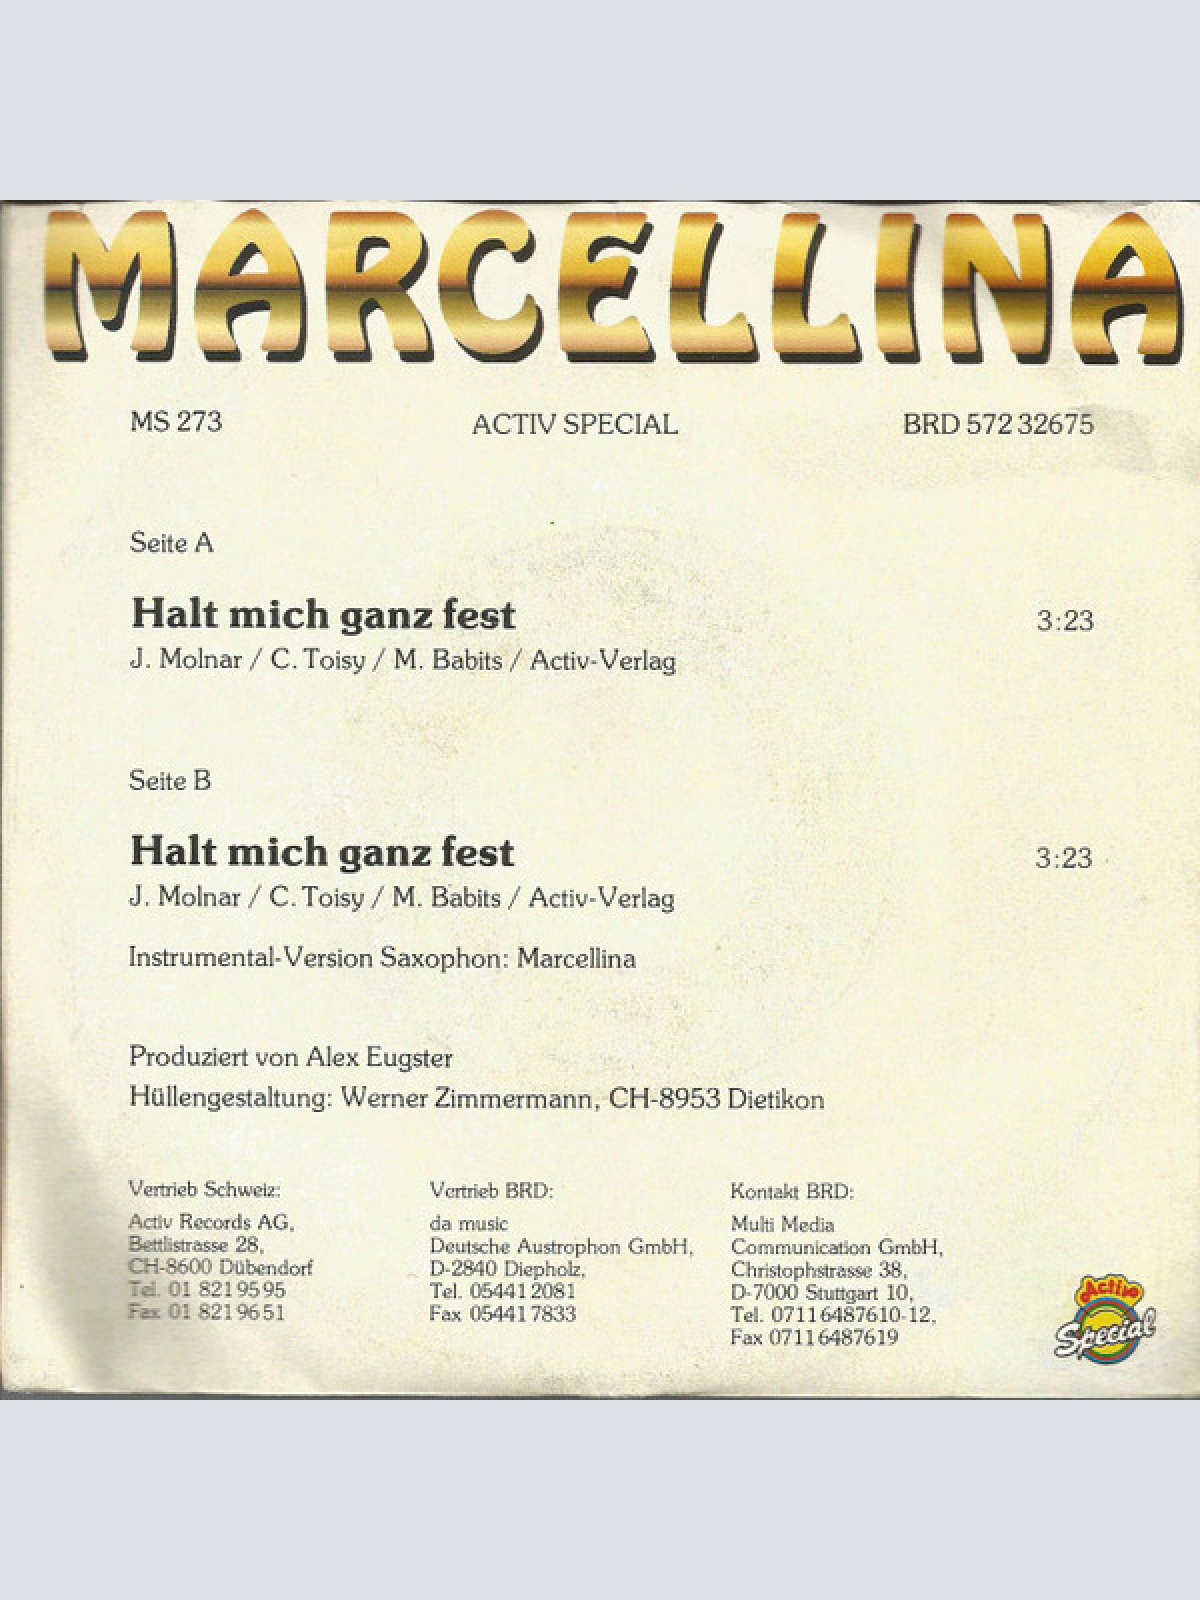 MARCELLINA
MS 273 ACTIV SPECIAL BRD 572 32675
Seite A
Halt mich ganz fest 3:23
J. Molnar / C. Toisy / M. Babits / Activ-Verlag
Seite B
Halt mich ganz fest 3:23
J. Molnar / C. Toisy / M. Babits / Activ-Verlag
Instrumental-Version Saxophon: Marcellina
Produziert von Alex Eugster
Hüllengestaltung: Werner Zimmermann, CH-8953 Dietikon
Vertrieb Schweiz:
Activ Records AG,
Bettlistrasse 28,
CH-8600 Dübendorf
Tel. 01 821 95 95
Fax 01 821 96 51
Vertrieb BRD:
da music
Deutsche Austrophon GmbH,
D-2840 Diepholz,
Tel. 05441 2081
Fax 05441 7833
Kontakt BRD:
Multi Media
Communication GmbH,
Christophstrasse 38,
D-7000 Stuttgart 10,
Tel. 0711 6487610-12,
Fax 0711 6487619
Activ
Special